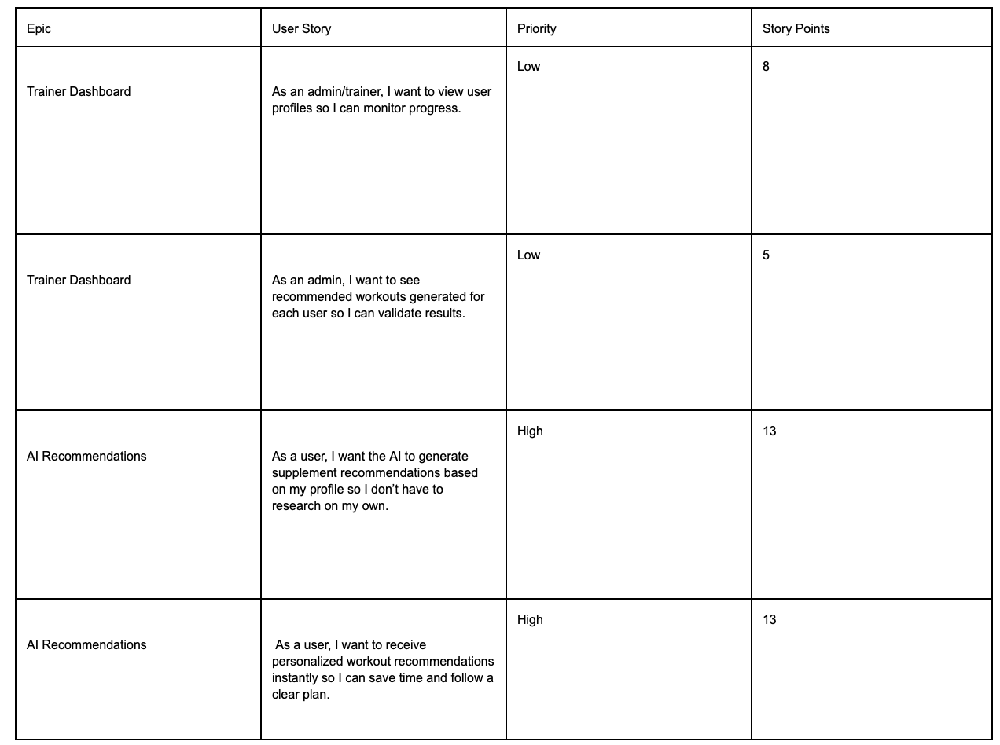 Epic
User Story
Priority
Story Points
Trainer Dashboard
As an admin/trainer, I want to view user
profiles so I can monitor progress.
Low
8
Trainer Dashboard
As an admin, I want to see
recommended workouts generated for
each user so I can validate results.
Low
5
AI Recommendations
As a user, I want the AI to generate
supplement recommendations based
on my profile so I don’t have to
research on my own.
High
13
AI Recommendations
As a user, I want to receive
personalized workout recommendations
instantly so I can save time and follow a
clear plan.
High
13